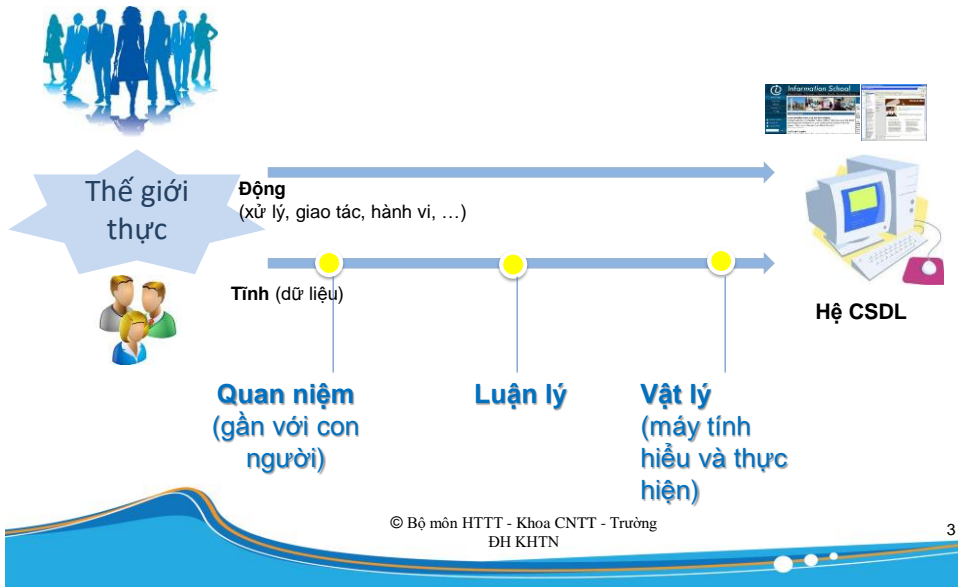 Information School
Thế giới
thực
Động
(xử lý, giao tác, hành vi, …)
Tĩnh (dữ liệu)
Hệ CSDL
Quan niệm
(gần với con
người)
Luận lý
Vật lý
(máy tính
hiểu và thực
hiện)
© Bộ môn HTTT - Khoa CNTT - Trường
ĐH KHTN
3